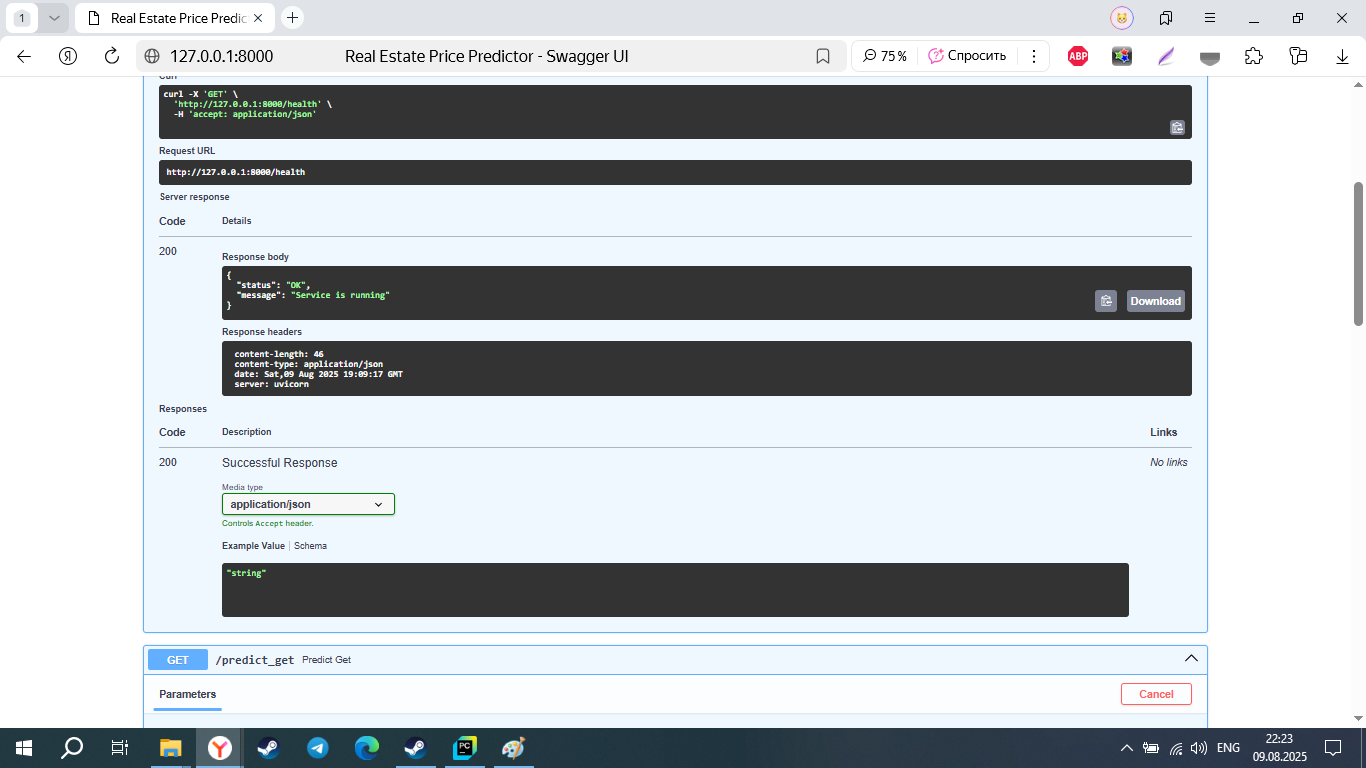 1
Real Estate Price Predic
127.0.0.1:8000
Real Estate Price Predictor - Swagger UI
75 %
Спросить
ABP
Curl
curl -X 'GET' \
'http://127.0.0.1:8000/health' \
-H 'accept: application/json'
Request URL
http://127.0.0.1:8000/health
Server response
Code Details
200
Response body
{
"status": "OK",
"message": "Service is running"
}
Download
Response headers
content-length: 46
content-type: application/json
date: Sat,09 Aug 2025 19:09:17 GMT
server: uvicorn
Responses
Code Description Links
200 Successful Response No links
Media type
application/json
Controls Accept header.
Example Value Schema
"string"
GET /predict_get Predict Get
Parameters Cancel
PC
ENG
22:23
09.08.2025